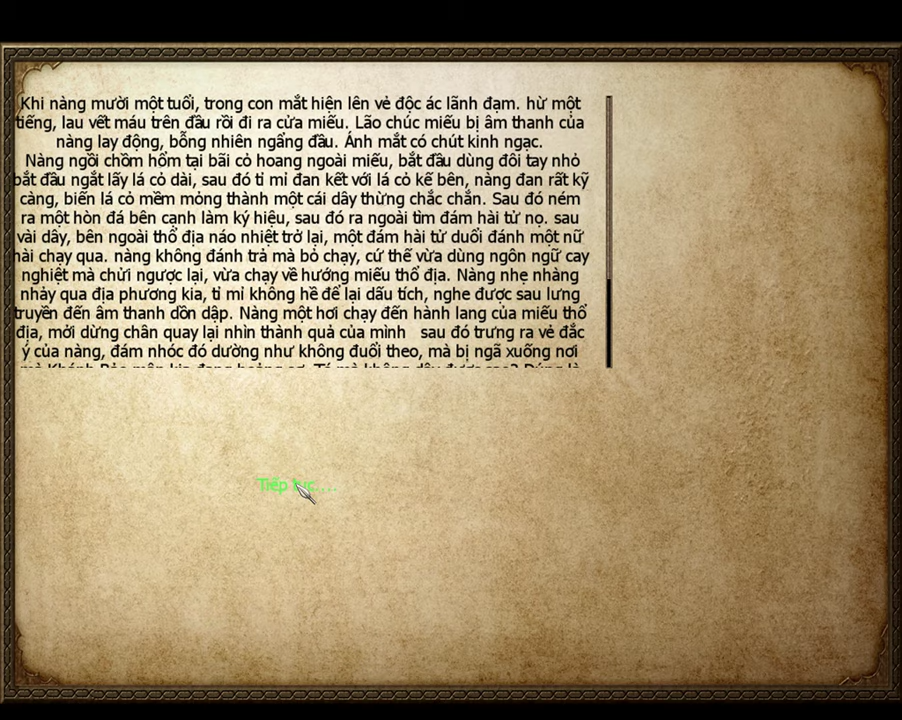 Khi nàng mười một tuổi, trong con mắt hiện lên vẻ độc ác lãnh đạm. hừ một
tiếng, lau vết máu trên đầu rồi đi ra cửa miếu. Lão chúc miếu bị âm thanh của
nàng lay động, bỗng nhiên ngẩng đầu. Ánh mắt có chút kinh ngạc.
Nàng ngồi chồm hổm tại bãi cỏ hoang ngoài miếu, bắt đầu dùng đôi tay nhỏ
bắt đầu ngắt lấy lá cỏ dài, sau đó tỉ mỉ đan kết với lá cỏ kế bên, nàng đan rất kỹ
càng, biến lá cỏ mềm mỏng thành một cái dây thừng chắc chắn. Sau đó ném
ra một hòn đá bên cạnh làm ký hiệu, sau đó ra ngoài tìm đám hài tử nọ. sau
vài dây, bên ngoài thổ địa náo nhiệt trở lại, một đám hài tử duổi đánh một nữ
hài chạy qua. nàng không đánh trả mà bỏ chạy, cứ thế vừa dùng ngôn ngữ cay
nghiệt mà chửi ngược lại, vừa chạy về hướng miếu thổ địa. Nàng nhẹ nhàng
nhảy qua địa phương kia, tỉ mỉ không hề để lại dấu tích, nghe được sau lưng
truyền đến âm thanh dồn dập. Nàng một hơi chạy đến hành lang của miếu thổ
địa, mới dừng chân quay lại nhìn thành quả của mình sau đó trưng ra vẻ đắc
ý của nàng, đám nhóc đó dường như không đuổi theo, mà bị ngã xuống nơi
Tiếp tục ....